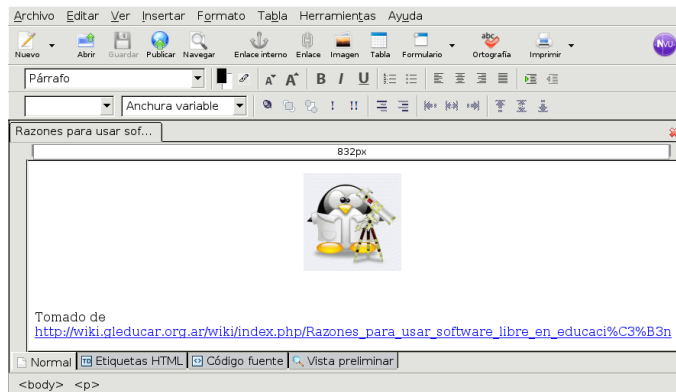 Archivo Editar Ver Insertar Formato Tabla Herramientas Ayuda
Nuevo Abrir Guardar Publicar Navegar Enlace interno Enlace Imagen Tabla Formulario Ortografía Imprimir
abc
NVU
Párrafo A A B I U
Anchura variable ! !!
Razones para usar sof...
832px
Tomado de
http://wiki.gleducar.org.ar/wiki/index.php/Razones_para_usar_software_libre_en_educaci%C3%B3n
Normal Etiquetas HTML Código fuente Vista preliminar
<body> <p>